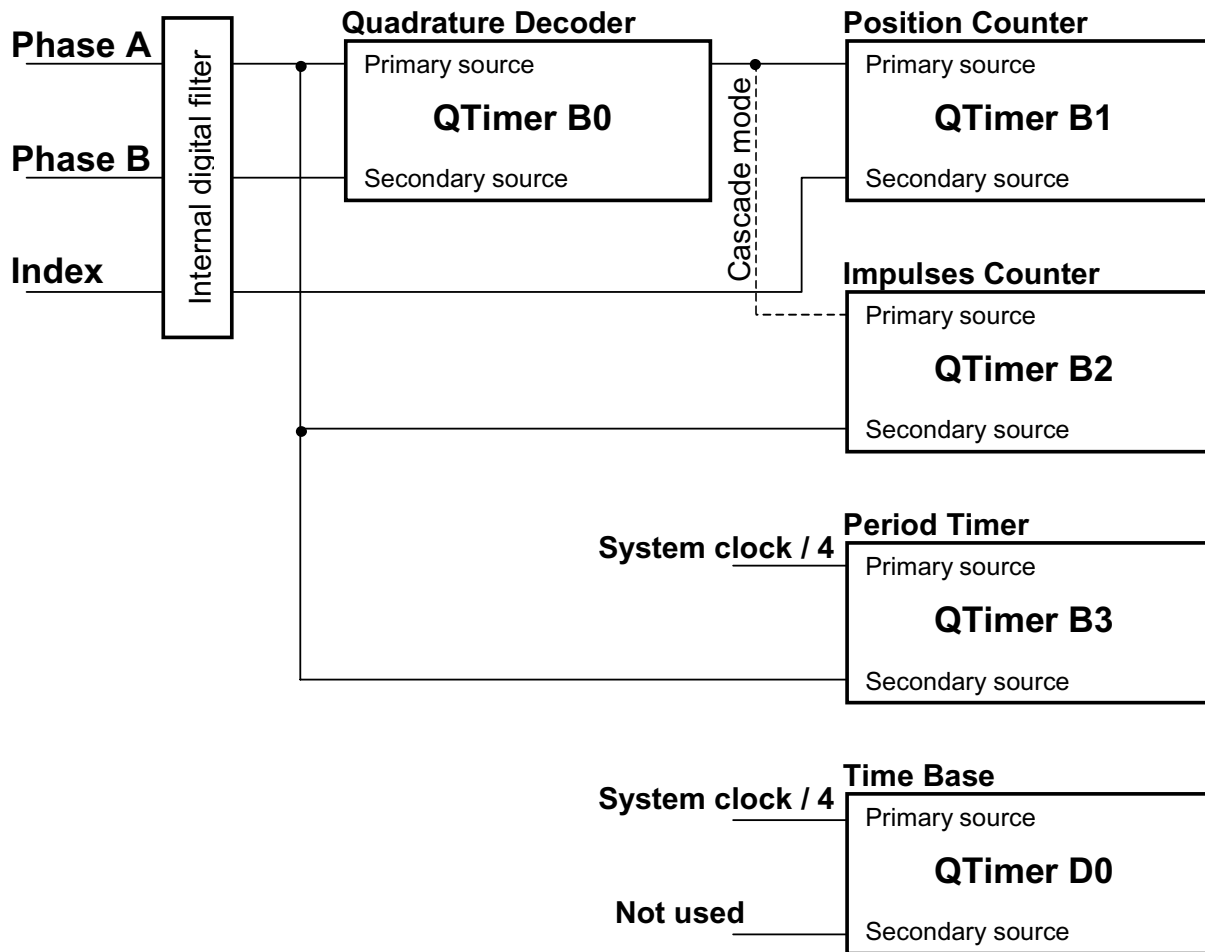 Phase A
Phase B
Index
Internal digital filter
Quadrature Decoder
Primary source
QTimer B0
Secondary source
Cascade mode
Position Counter
Primary source
QTimer B1
Secondary source
Impulses Counter
Primary source
QTimer B2
Secondary source
Period Timer
System clock / 4
Primary source
QTimer B3
Secondary source
Time Base
System clock / 4
Primary source
QTimer D0
Not used
Secondary source